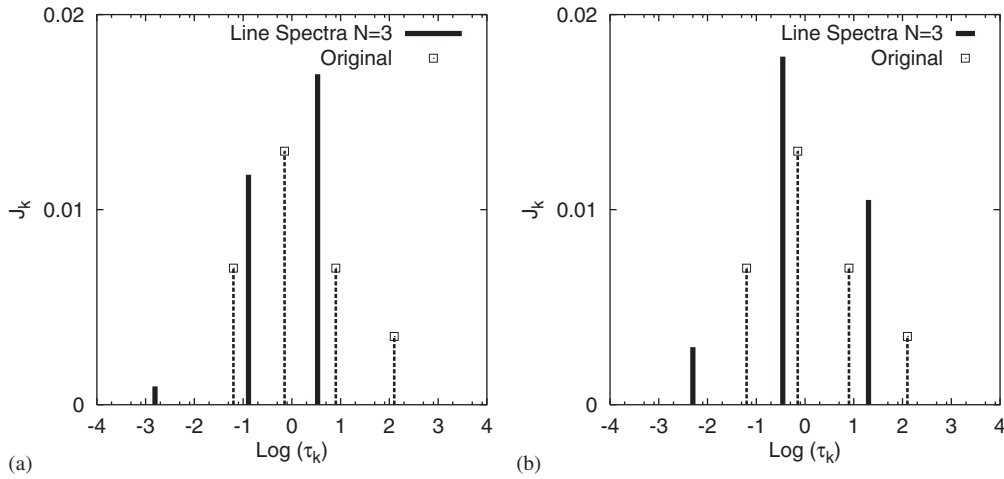 0.02
Line Spectra N=3
Original
J_k
0.01
0
-4 -3 -2 -1 0 1 2 3 4
Log (τ_k)
(a)
0.02
Line Spectra N=3
Original
J_k
0.01
0
-4 -3 -2 -1 0 1 2 3 4
Log (τ_k)
(b)